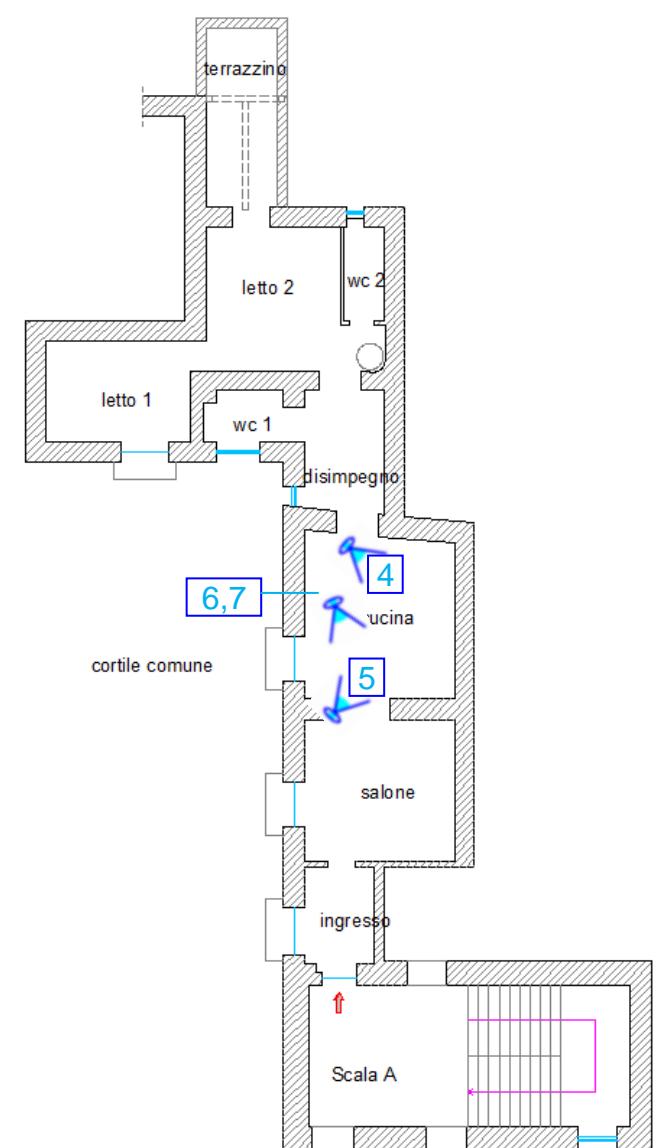 terrazzino
letto 2
wc 2
letto 1
wc 1
disimpegno
4
6,7
cucina
cortile comune
5
salone
ingresso
Scala A